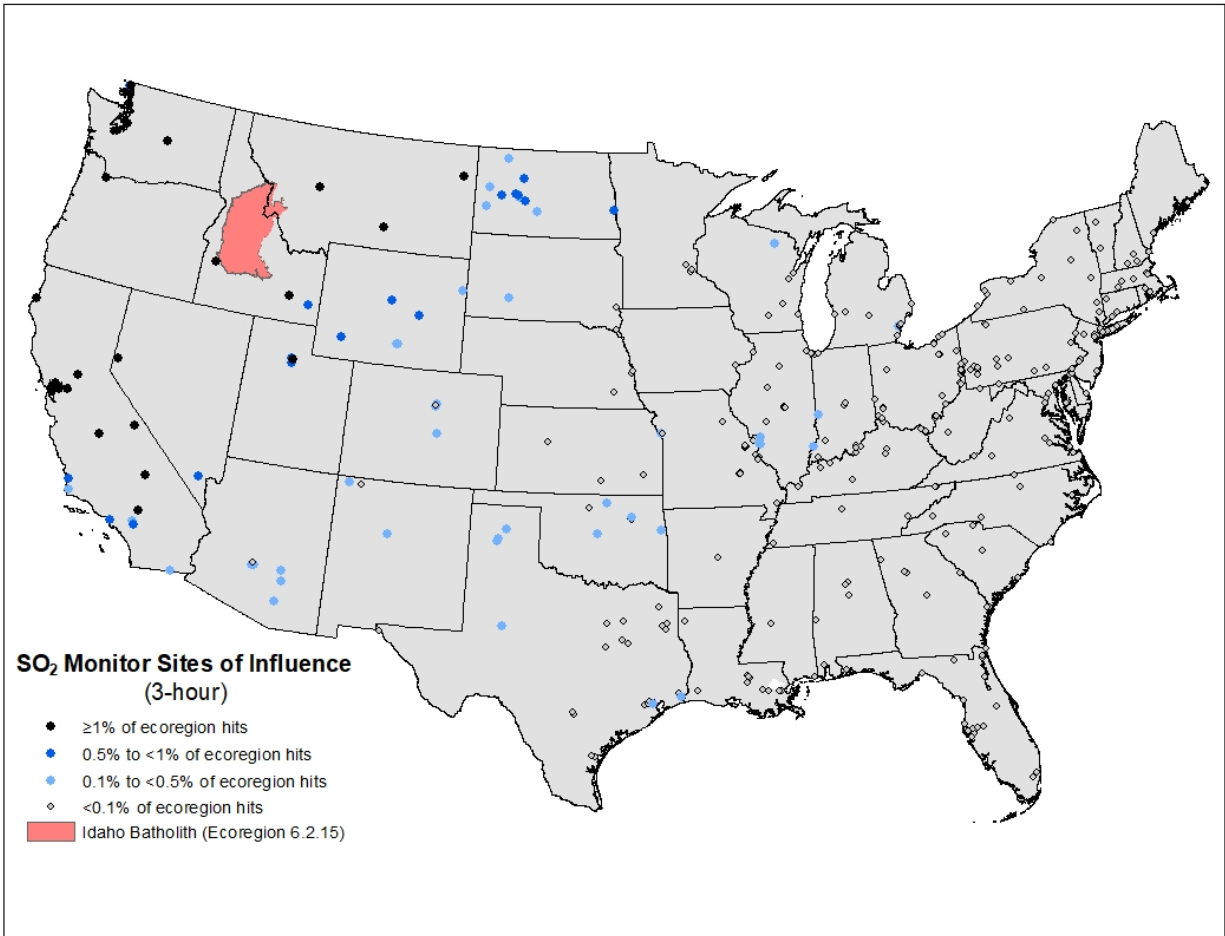 SO₂ Monitor Sites of Influence
(3-hour)
≥1% of ecoregion hits
0.5% to <1% of ecoregion hits
0.1% to <0.5% of ecoregion hits
<0.1% of ecoregion hits
Idaho Batholith (Ecoregion 6.2.15)